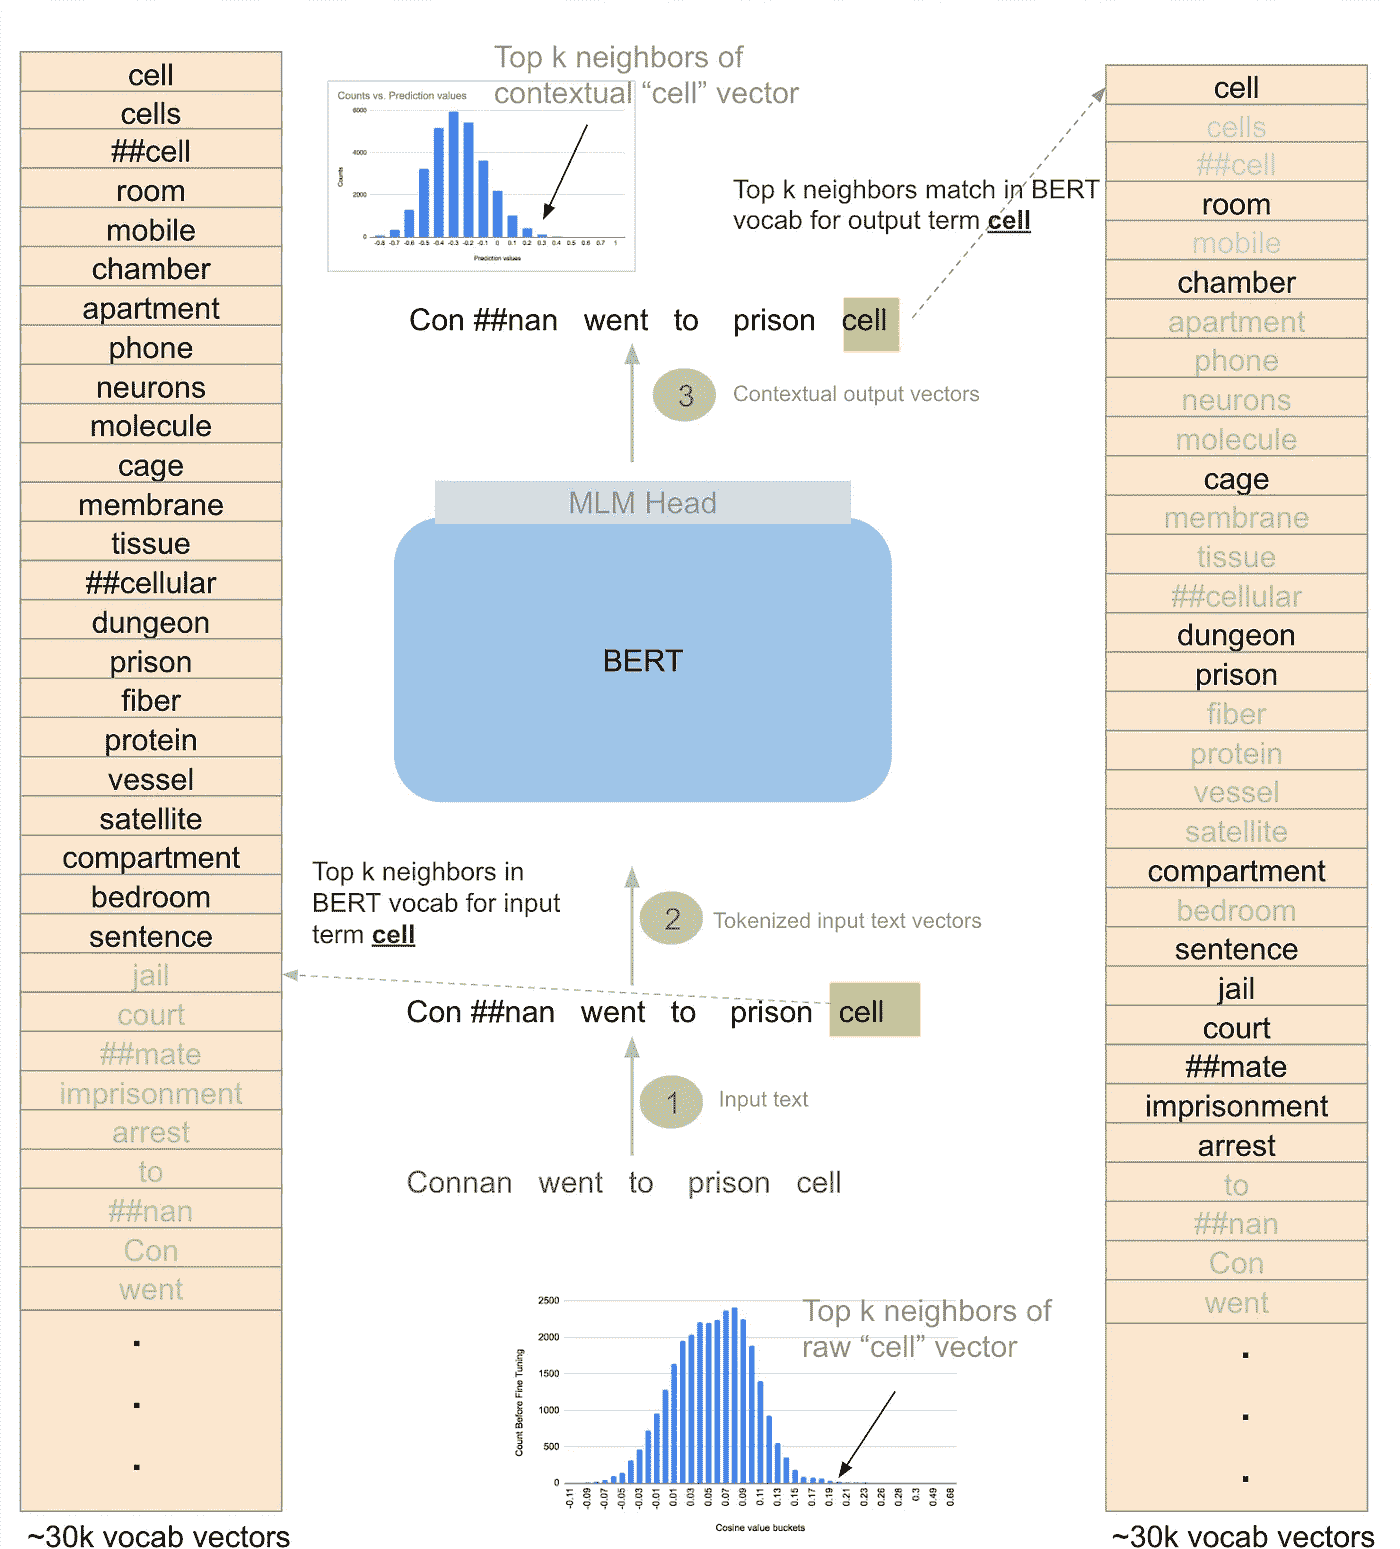 cell
cells
##cell
room
mobile
chamber
apartment
phone
neurons
molecule
cage
membrane
tissue
##cellular
dungeon
prison
fiber
protein
vessel
satellite
compartment
bedroom
sentence
jail
court
##mate
imprisonment
arrest
to
##nan
Con
went
.
.
.
~30k vocab vectors
Top k neighbors of
contextual “cell” vector
Counts vs. Prediction values
6000
4000
2000
0
Counts
-0.8 -0.7 -0.6 -0.5 -0.4 -0.3 -0.2 -0.1 0 0.1 0.2 0.3 0.4 0.5 0.6 0.7 1
Prediction values
Top k neighbors match in BERT
vocab for output term cell
Con ##nan went to prison cell
3
Contextual output vectors
MLM Head
BERT
Top k neighbors in
BERT vocab for input
term cell
2
Tokenized input text vectors
Con ##nan went to prison cell
1
Input text
Connan went to prison cell
Top k neighbors of
raw “cell” vector
2500
2000
1500
1000
500
0
Count Before Fine Tuning
-0.11 -0.09 -0.07 -0.05 -0.03 -0.01 0.01 0.03 0.05 0.07 0.09 0.11 0.13 0.15 0.17 0.19 0.21 0.23 0.26 0.28 0.3 0.49 0.68
Cosine value buckets
cell
cells
##cell
room
mobile
chamber
apartment
phone
neurons
molecule
cage
membrane
tissue
##cellular
dungeon
prison
fiber
protein
vessel
satellite
compartment
bedroom
sentence
jail
court
##mate
imprisonment
arrest
to
##nan
Con
went
.
.
.
~30k vocab vectors